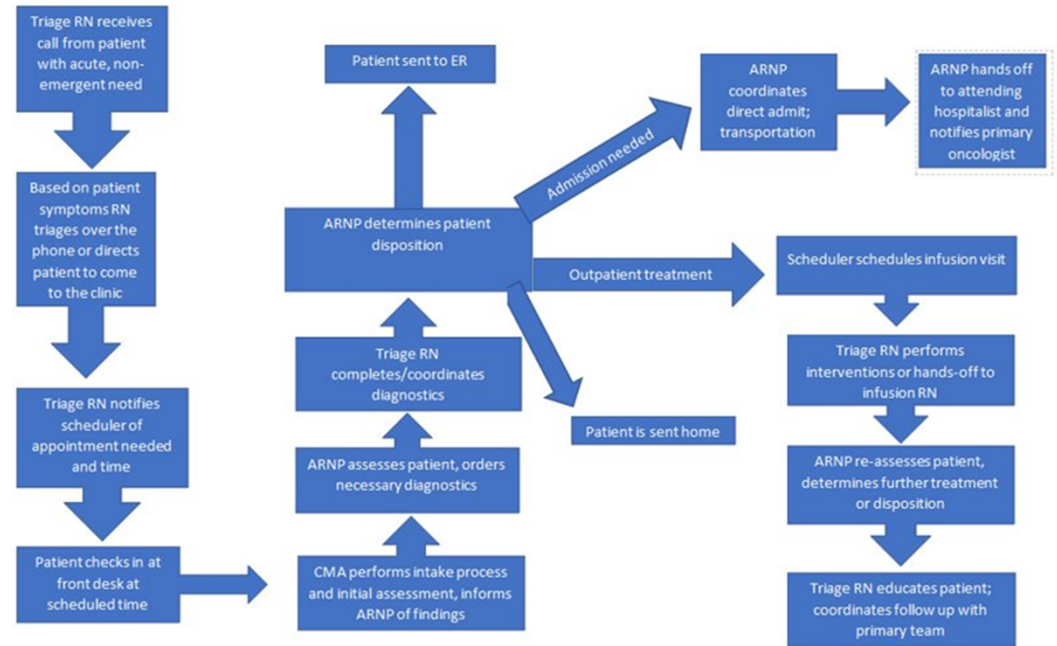 Triage RN receives
call from patient
with acute, non-
emergent need
Based on patient
symptoms RN
triages over the
phone or directs
patient to come
to the clinic
Triage RN notifies
scheduler of
appointment needed
and time
Patient checks in at
front desk at
scheduled time
CMA performs intake process
and initial assessment, informs
ARNP of findings
ARNP assesses patient, orders
necessary diagnostics
Triage RN
completes/coordinates
diagnostics
ARNP determines patient
disposition
Patient sent to ER
Admission needed
ARNP
coordinates
direct admit;
transportation
ARNP hands off
to attending
hospitalist and
notifies primary
oncologist
Outpatient treatment
Patient is sent home
Scheduler schedules infusion visit
Triage RN performs
interventions or hands-off to
infusion RN
ARNP re-assesses patient,
determines further treatment
or disposition
Triage RN educates patient;
coordinates follow up with
primary team